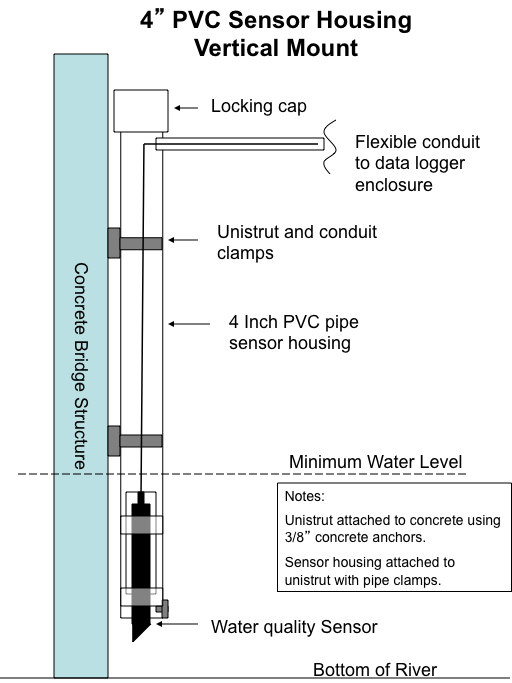 4” PVC Sensor Housing
Vertical Mount
Locking cap
Flexible conduit
to data logger
enclosure
Unistrut and conduit
clamps
Concrete Bridge Structure
4 Inch PVC pipe
sensor housing
Minimum Water Level
Notes:
Unistrut attached to concrete using
3/8” concrete anchors.
Sensor housing attached to
unistrut with pipe clamps.
Water quality Sensor
Bottom of River